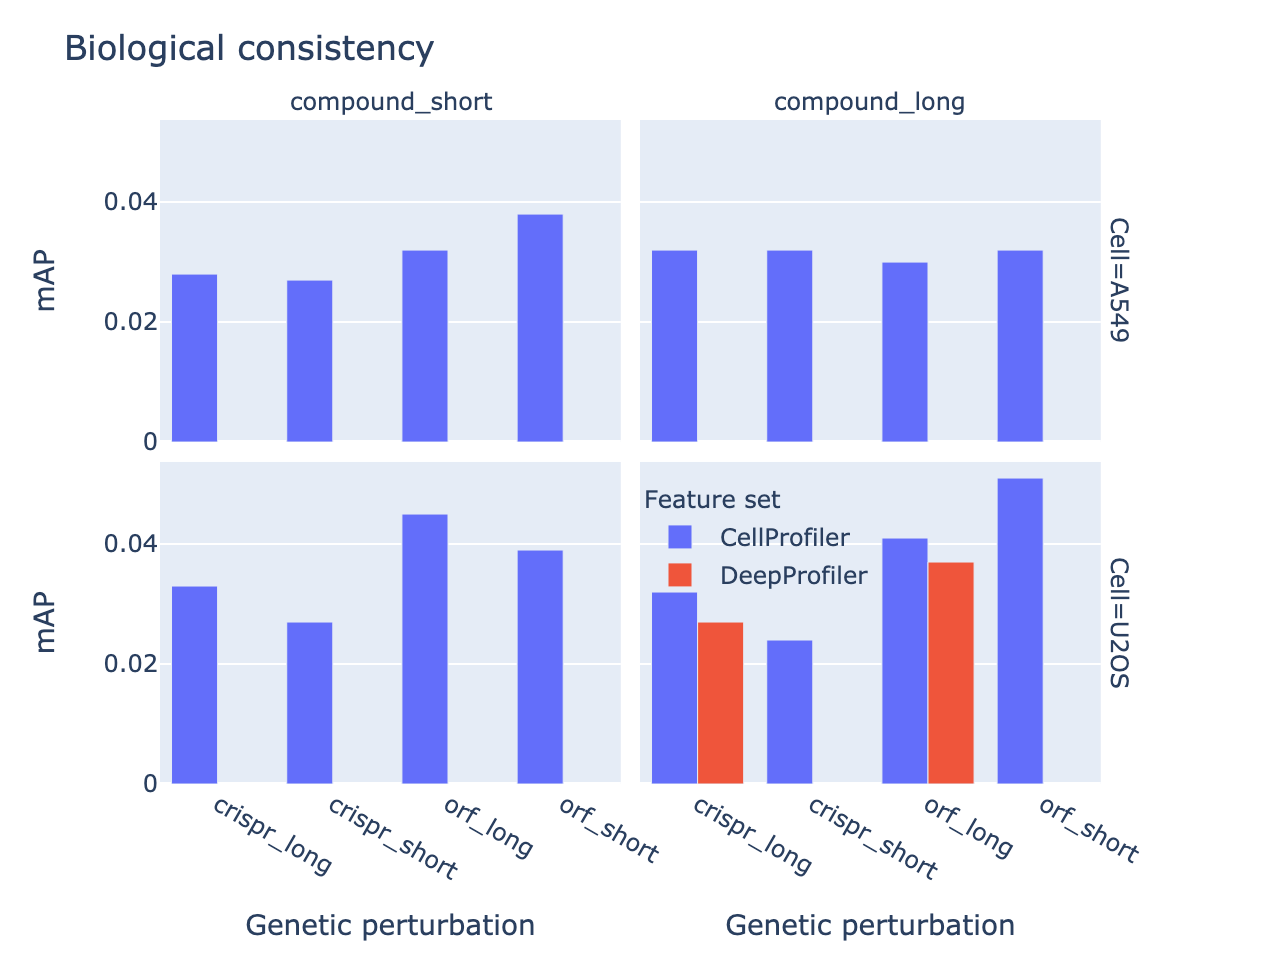 Biological consistency
compound_short
compound_long
mAP
0.04
0.02
0
Cell=A549
mAP
0.04
0.02
0
Feature set
CellProfiler
DeepProfiler
Cell=U2OS
crispr_long
crispr_short
orf_long
orf_short
crispr_long
crispr_short
orf_long
orf_short
Genetic perturbation
Genetic perturbation